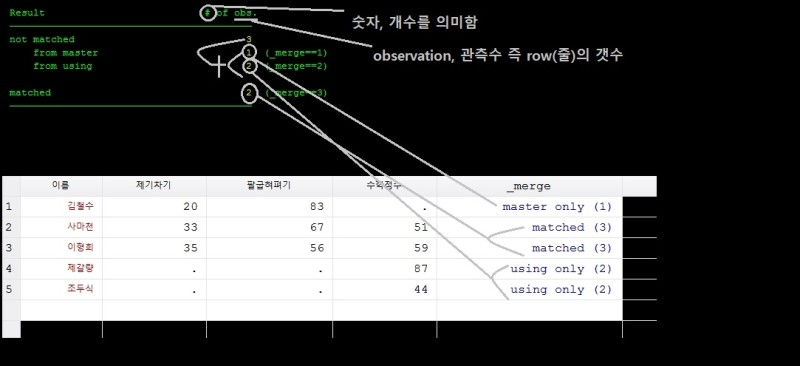 Result # of obs.
숫자, 개수를 의미함
not matched 3
observation, 관측수 즉 row(줄)의 갯수
from master 1 (_merge==1)
from using 2 (_merge==2)
matched 2 (_merge==3)
이름 제기차기 팔굽혀펴기 수학점수 _merge
1 김철수 20 83 . master only (1)
2 사마전 33 67 51 matched (3)
3 이형희 35 56 59 matched (3)
4 제갈량 . . 87 using only (2)
5 조두식 . . 44 using only (2)
5